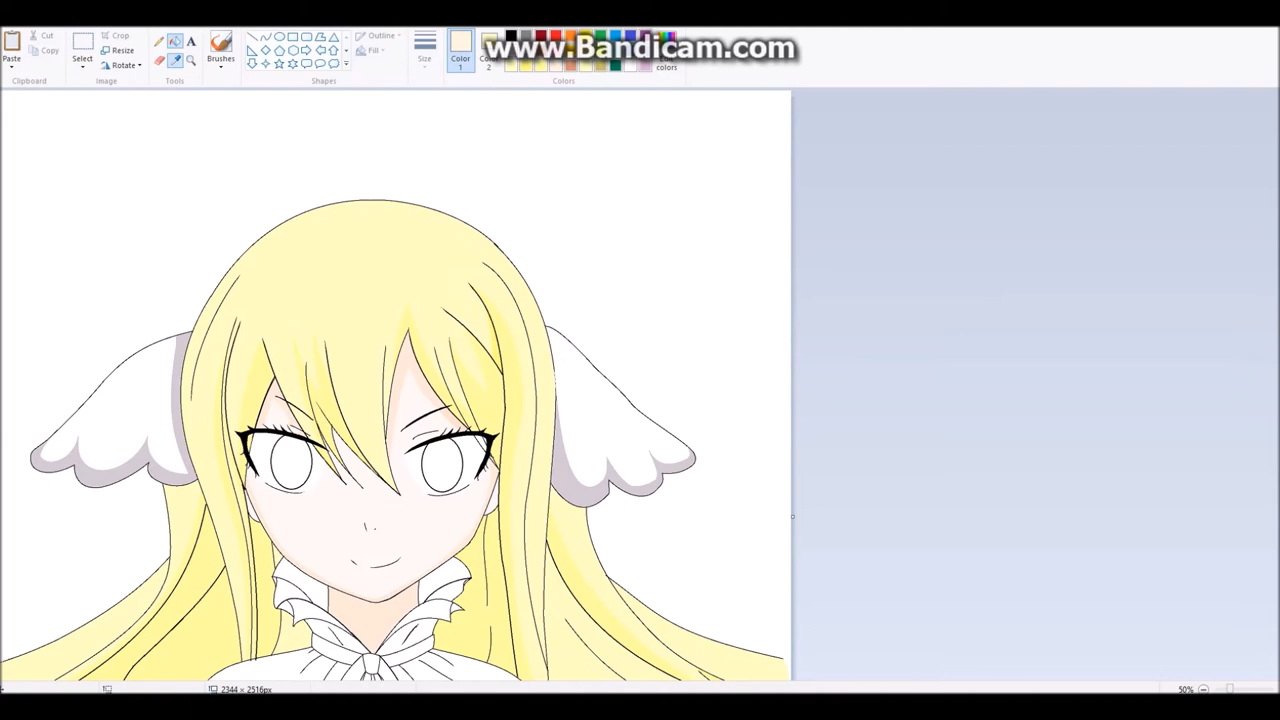 www.Bandicam.com
Cut
Copy
Paste
Clipboard
Crop
Resize
Rotate
Select
Image
A
Tools
Brushes
Outline
Fill
Shapes
Size
Color
1
Color
2
colors
Colors
2344 × 2516px
50%